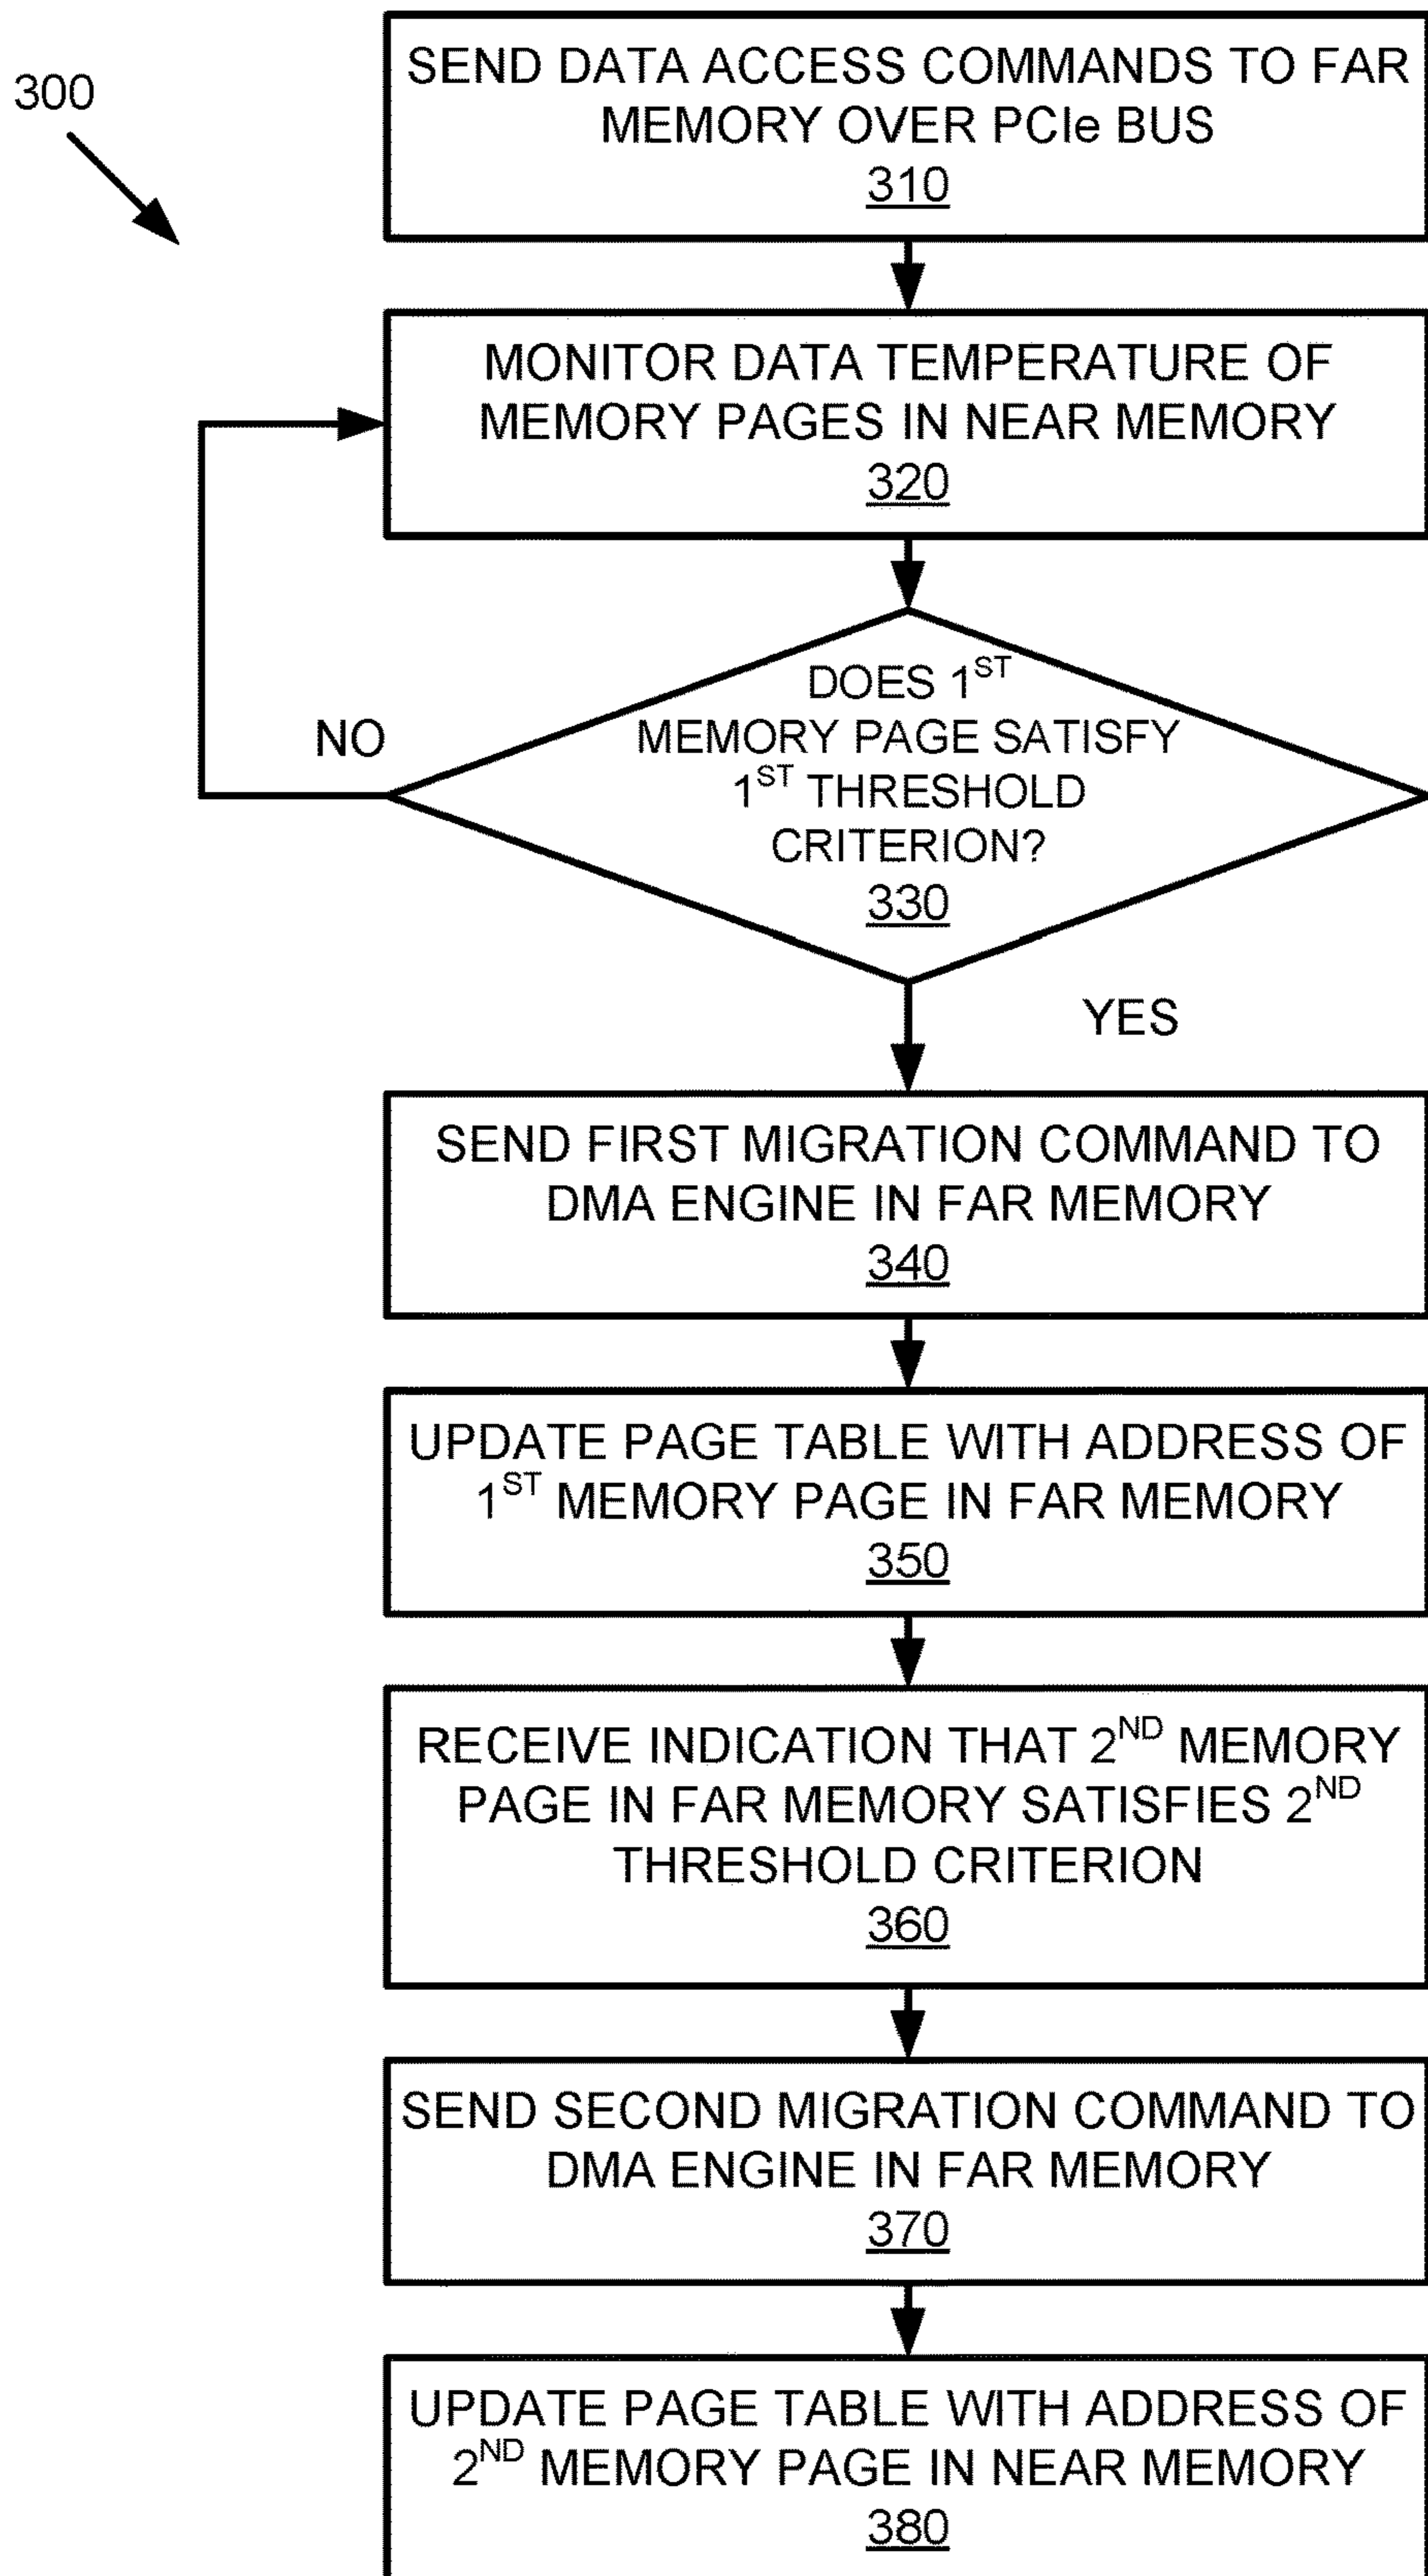 300
SEND DATA ACCESS COMMANDS TO FAR
MEMORY OVER PCIe BUS
310
MONITOR DATA TEMPERATURE OF
MEMORY PAGES IN NEAR MEMORY
320
DOES 1ST
MEMORY PAGE SATISFY
1ST THRESHOLD
CRITERION?
330
NO
YES
SEND FIRST MIGRATION COMMAND TO
DMA ENGINE IN FAR MEMORY
340
UPDATE PAGE TABLE WITH ADDRESS OF
1ST MEMORY PAGE IN FAR MEMORY
350
RECEIVE INDICATION THAT 2ND MEMORY
PAGE IN FAR MEMORY SATISFIES 2ND
THRESHOLD CRITERION
360
SEND SECOND MIGRATION COMMAND TO
DMA ENGINE IN FAR MEMORY
370
UPDATE PAGE TABLE WITH ADDRESS OF
2ND MEMORY PAGE IN NEAR MEMORY
380